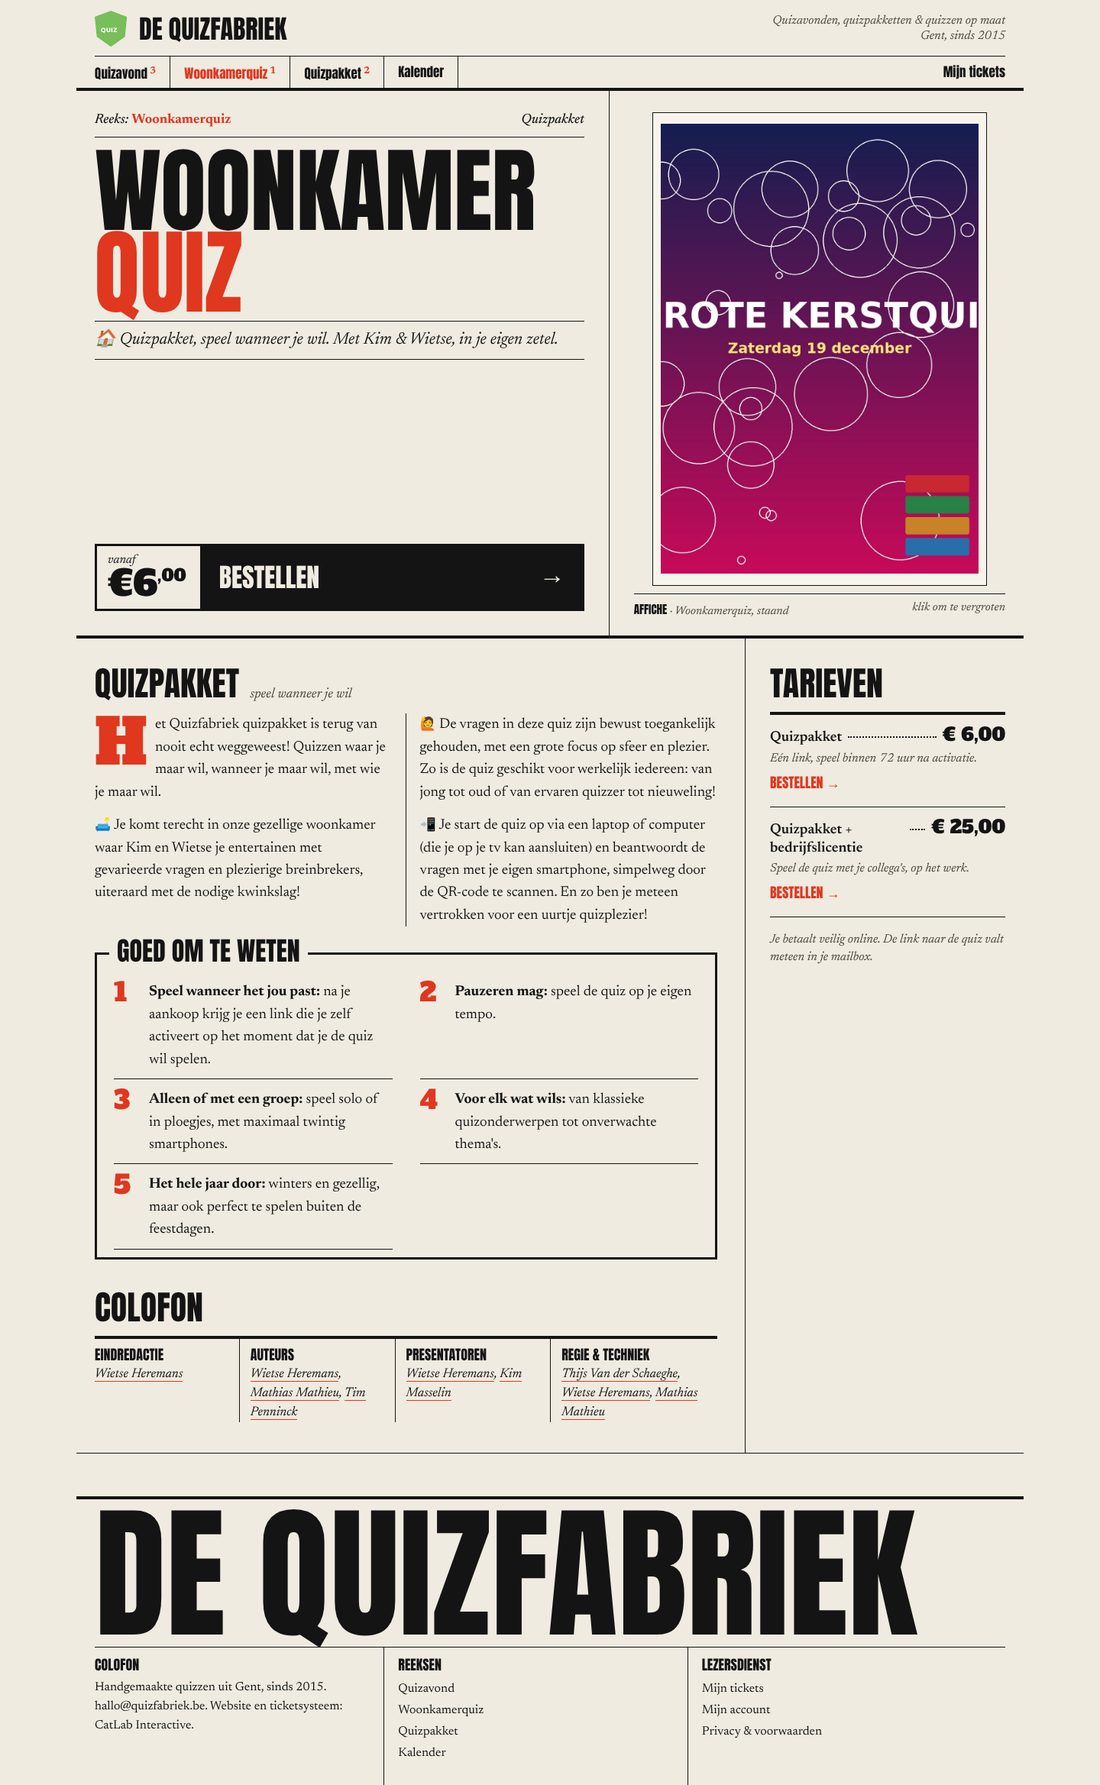 QUIZ
DE QUIZFABRIEK
Quizavonden, quizpakketten & quizzen op maat
Gent, sinds 2015
Quizavond 3
Woonkamerquiz 1
Quizpakket 2
Kalender
Mijn tickets
Reeks: Woonkamerquiz
Quizpakket
WOONKAMER
QUIZ
🏠 Quizpakket, speel wanneer je wil. Met Kim & Wietse, in je eigen zetel.
vanaf
€6,00
BESTELLEN →
ROTE KERSTQUI
Zaterdag 19 december
AFFICHE · Woonkamerquiz, staand
klik om te vergroten
QUIZPAKKET speel wanneer je wil
Het Quizfabriek quizpakket is terug van
nooit echt weggeweest! Quizzen waar je
maar wil, wanneer je maar wil, met wie
je maar wil.
🛋️ Je komt terecht in onze gezellige woonkamer
waar Kim en Wietse je entertainen met
gevarieerde vragen en plezierige breinbrekers,
uiteraard met de nodige kwinkslag!
🙋 De vragen in deze quiz zijn bewust toegankelijk
gehouden, met een grote focus op sfeer en plezier.
Zo is de quiz geschikt voor werkelijk iedereen: van
jong tot oud of van ervaren quizzer tot nieuweling!
📲 Je start de quiz op via een laptop of computer
(die je op je tv kan aansluiten) en beantwoordt de
vragen met je eigen smartphone, simpelweg door
de QR-code te scannen. En zo ben je meteen
vertrokken voor een uurtje quizplezier!
GOED OM TE WETEN
1 Speel wanneer het jou past: na je
aankoop krijg je een link die je zelf
activeert op het moment dat je de quiz
wil spelen.
2 Pauzeren mag: speel de quiz op je eigen
tempo.
3 Alleen of met een groep: speel solo of
in ploegjes, met maximaal twintig
smartphones.
4 Voor elk wat wils: van klassieke
quizonderwerpen tot onverwachte
thema's.
5 Het hele jaar door: winters en gezellig,
maar ook perfect te spelen buiten de
feestdagen.
COLOFON
EINDREDACTIE
Wietse Heremans
AUTEURS
Wietse Heremans,
Mathias Mathieu, Tim
Penninck
PRESENTATOREN
Wietse Heremans, Kim
Masselin
REGIE & TECHNIEK
Thijs Van der Schaeghe,
Wietse Heremans, Mathias
Mathieu
TARIEVEN
Quizpakket € 6,00
Eén link, speel binnen 72 uur na activatie.
BESTELLEN →
Quizpakket + € 25,00
bedrijfslicentie
Speel de quiz met je collega's, op het werk.
BESTELLEN →
Je betaalt veilig online. De link naar de quiz valt
meteen in je mailbox.
DE QUIZFABRIEK
COLOFON
Handgemaakte quizzen uit Gent, sinds 2015.
hallo@quizfabriek.be. Website en ticketsysteem:
CatLab Interactive.
REEKSEN
Quizavond
Woonkamerquiz
Quizpakket
Kalender
LEZERSDIENST
Mijn tickets
Mijn account
Privacy & voorwaarden